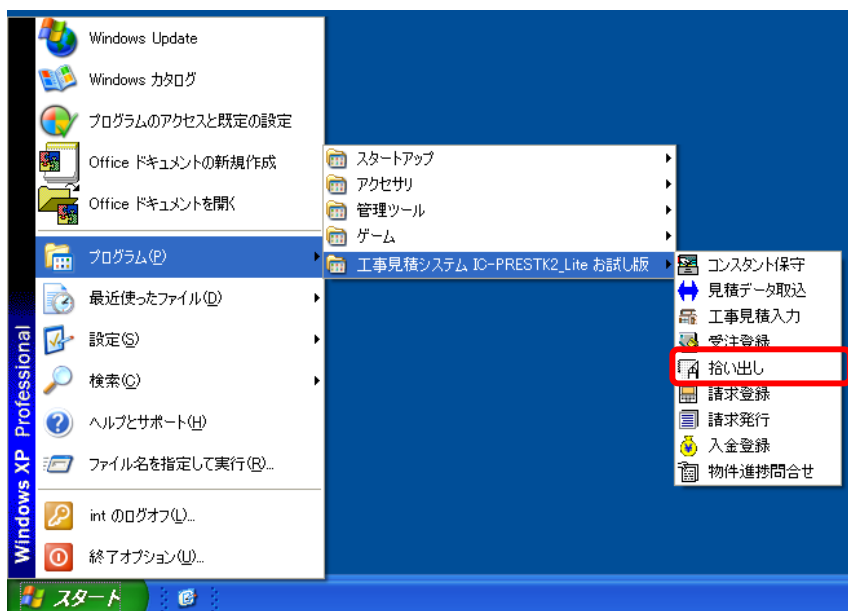 Windows Update
Windows カタログ
プログラムのアクセスと既定の設定
Office ドキュメントの新規作成
Office ドキュメントを開く
プログラム(P)
最近使ったファイル(D)
設定(S)
検索(C)
ヘルプとサポート(H)
ファイル名を指定して実行(R)...
int のログオフ(L)...
終了オプション(U)...
Windows XP Professional
スタート
スタートアップ
アクセサリ
管理ツール
ゲーム
工事見積システム IC-PRESTK2_Lite お試し版
コンスタント保守
見積データ取込
工事見積入力
受注登録
拾い出し
請求登録
請求発行
入金登録
物件進捗問合せ